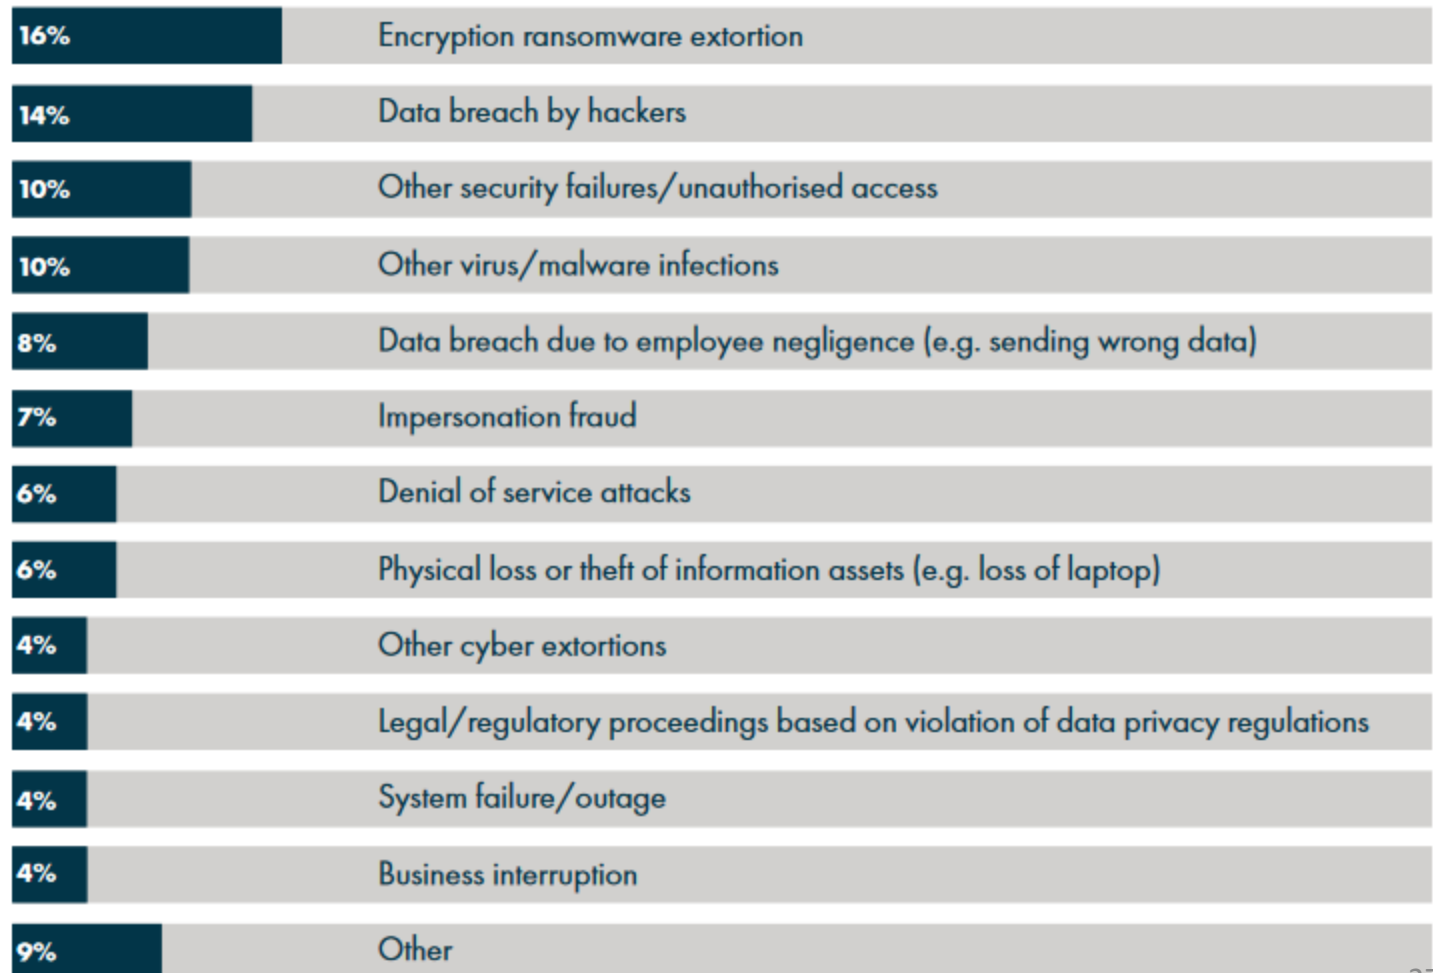 16% Encryption ransomware extortion
14% Data breach by hackers
10% Other security failures/unauthorised access
10% Other virus/malware infections
8% Data breach due to employee negligence (e.g. sending wrong data)
7% Impersonation fraud
6% Denial of service attacks
6% Physical loss or theft of information assets (e.g. loss of laptop)
4% Other cyber extortions
4% Legal/regulatory proceedings based on violation of data privacy regulations
4% System failure/outage
4% Business interruption
9% Other